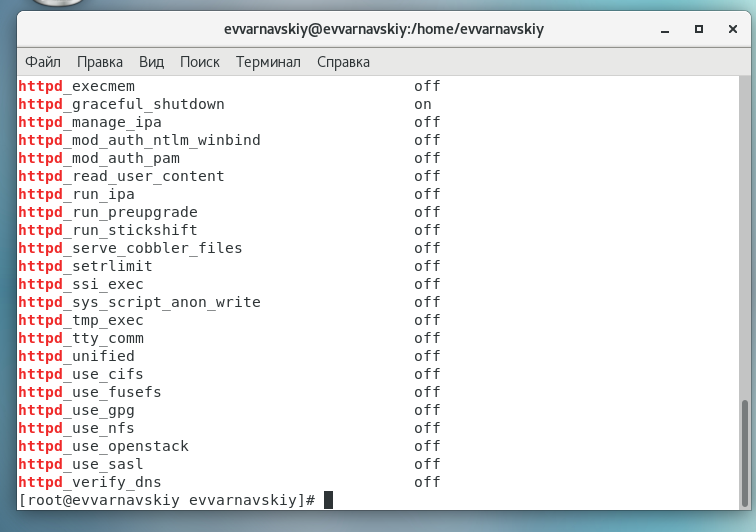 evvarnavskiy@evvarnavskiy:/home/evvarnavskiy
Файл Правка Вид Поиск Терминал Справка
httpd_execmem off
httpd_graceful_shutdown on
httpd_manage_ipa off
httpd_mod_auth_ntlm_winbind off
httpd_mod_auth_pam off
httpd_read_user_content off
httpd_run_ipa off
httpd_run_preupgrade off
httpd_run_stickshift off
httpd_serve_cobbler_files off
httpd_setrlimit off
httpd_ssi_exec off
httpd_sys_script_anon_write off
httpd_tmp_exec off
httpd_tty_comm off
httpd_unified off
httpd_use_cifs off
httpd_use_fusefs off
httpd_use_gpg off
httpd_use_nfs off
httpd_use_openstack off
httpd_use_sasl off
httpd_verify_dns off
[root@evvarnavskiy evvarnavskiy]#